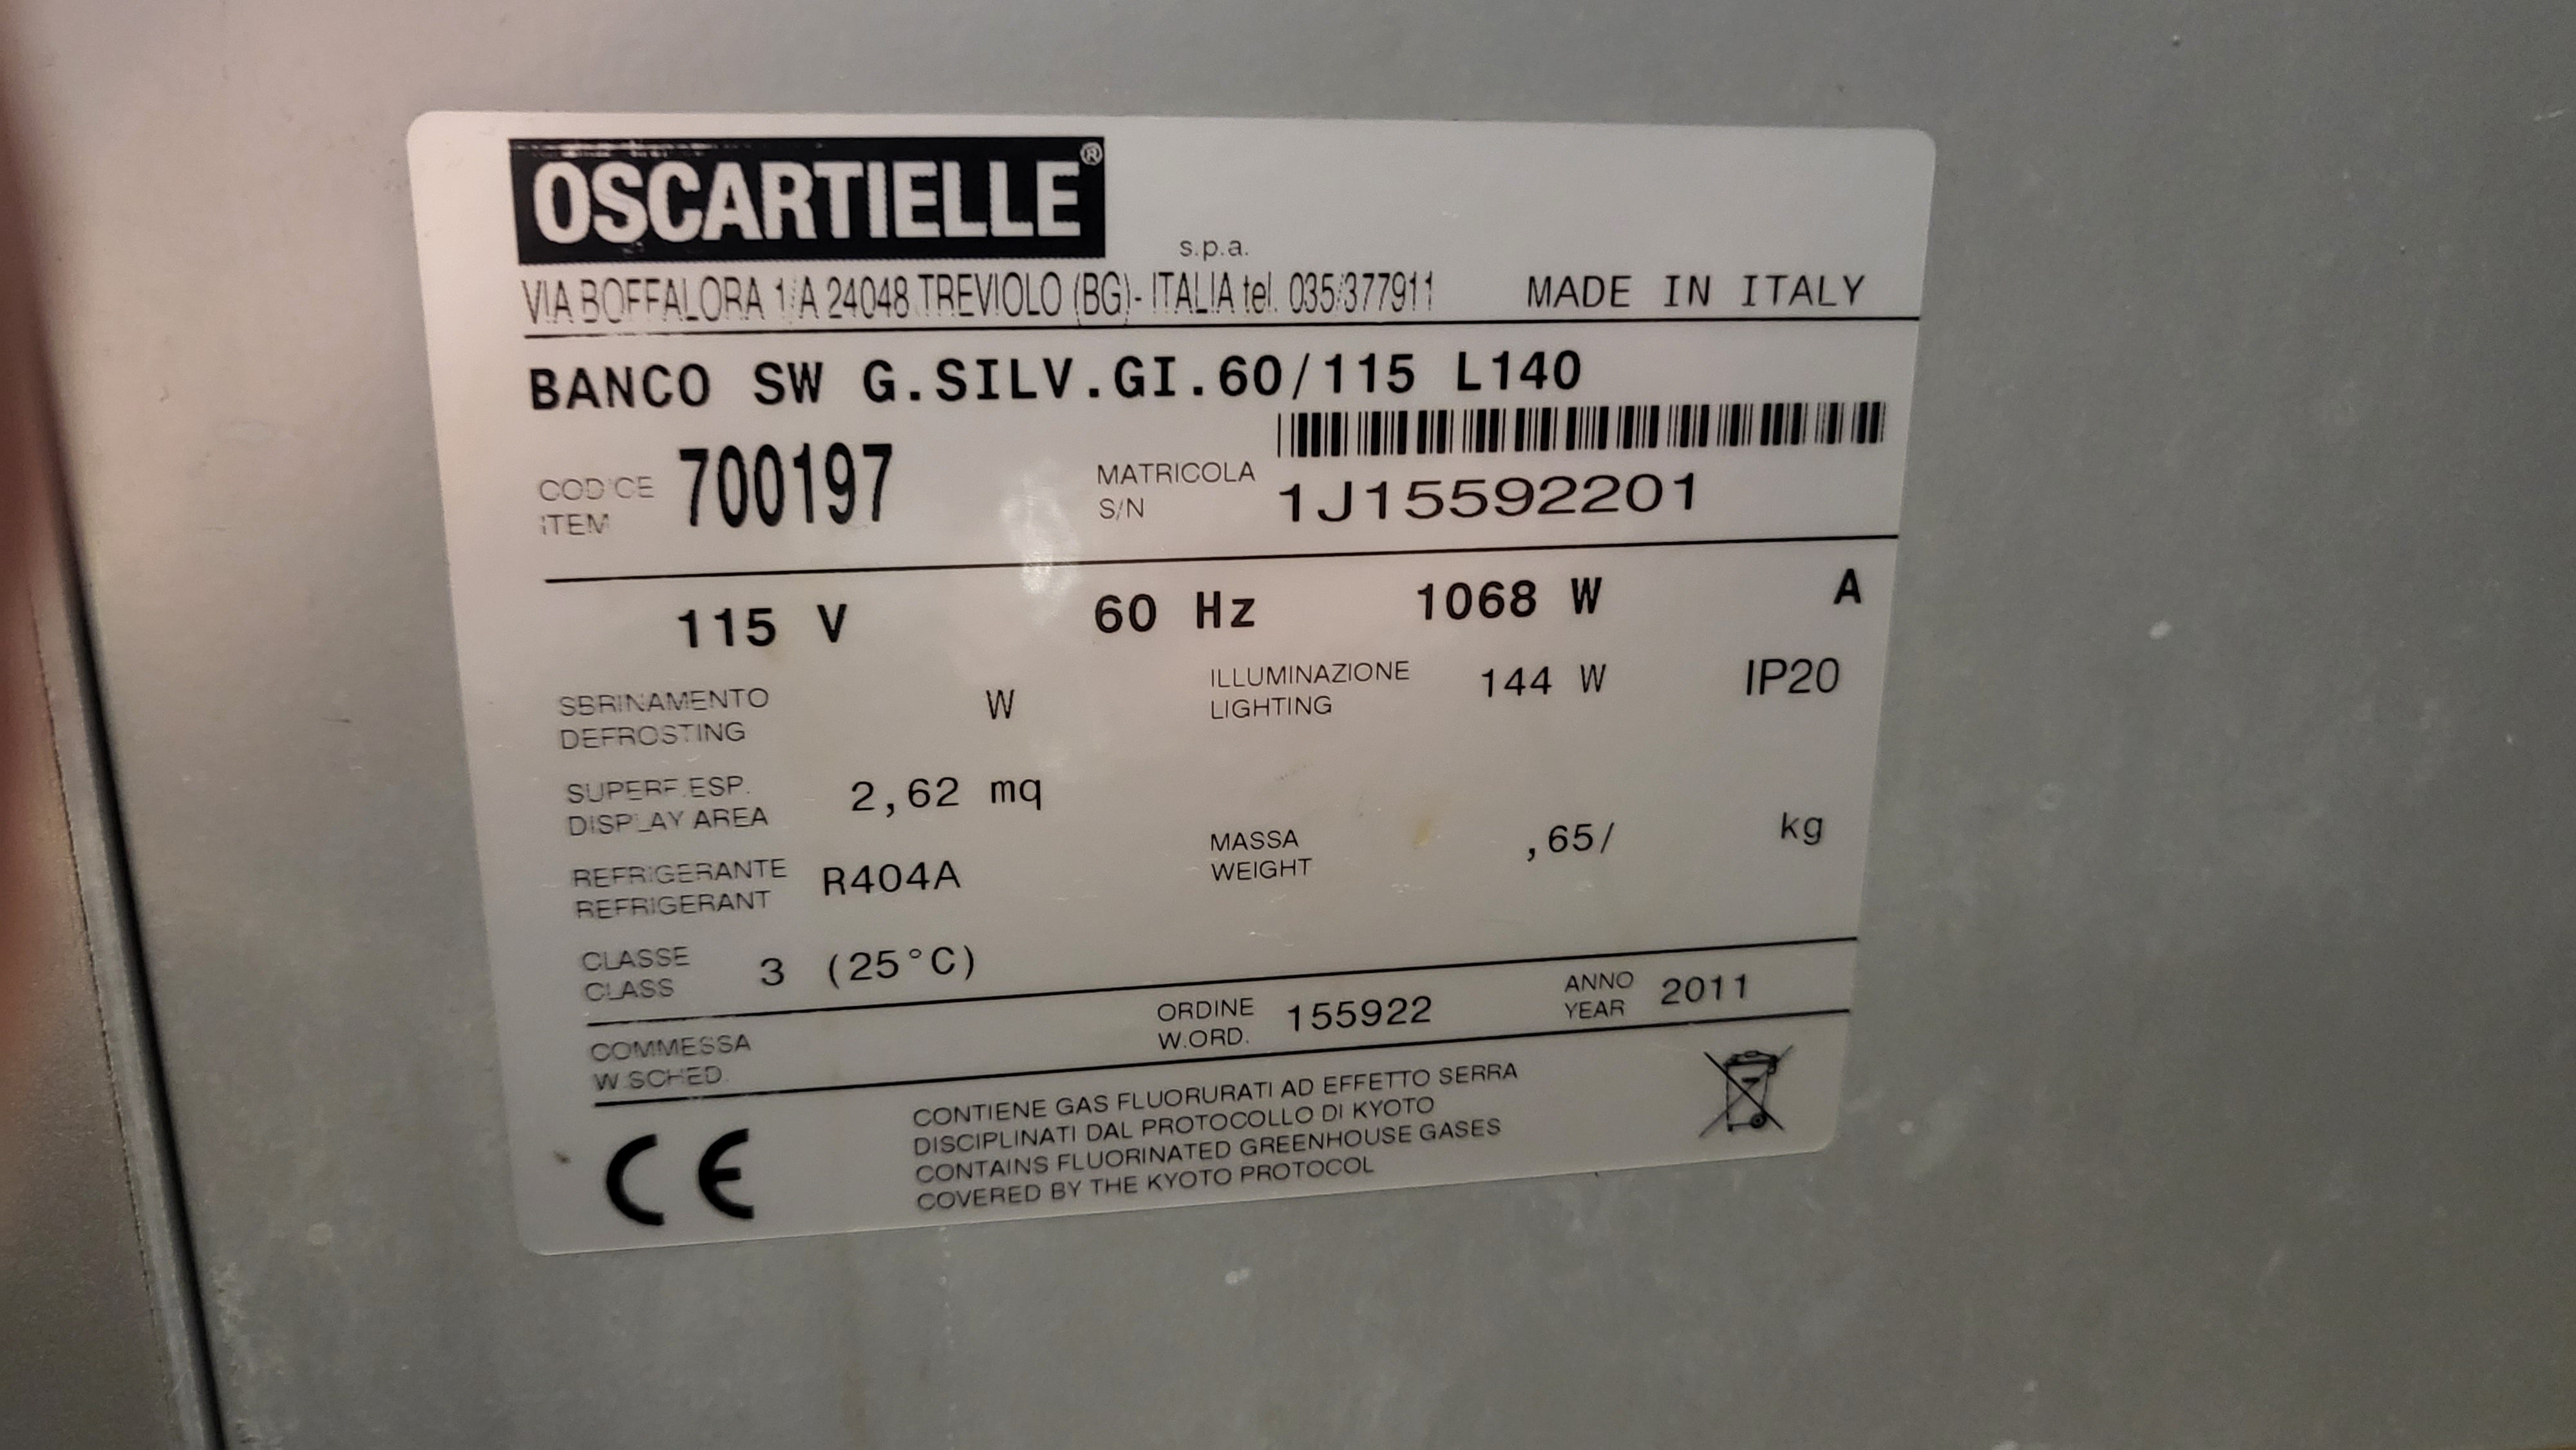 OSCARTIELLE®
s.p.a.
VIA BOFFALORA 1/A 24048 TREVIOLO (BG)- ITALIA tel. 035/377911 MADE IN ITALY
BANCO SW G.SILV.GI.60/115 L140
CODICE 700197 MATRICOLA
ITEM S/N 1J15592201
115 V 60 Hz 1068 W A
SBRINAMENTO W ILLUMINAZIONE 144 W IP20
DEFROSTING LIGHTING
SUPERF.ESP. 2,62 mq
DISPLAY AREA
MASSA ,65/ kg
WEIGHT
REFRIGERANTE R404A
REFRIGERANT
CLASSE 3 (25°C)
CLASS
ORDINE 155922 ANNO 2011
W.ORD. YEAR
COMMESSA
W.SCHED.
CE
CONTIENE GAS FLUORURATI AD EFFETTO SERRA
DISCIPLINATI DAL PROTOCOLLO DI KYOTO
CONTAINS FLUORINATED GREENHOUSE GASES
COVERED BY THE KYOTO PROTOCOL